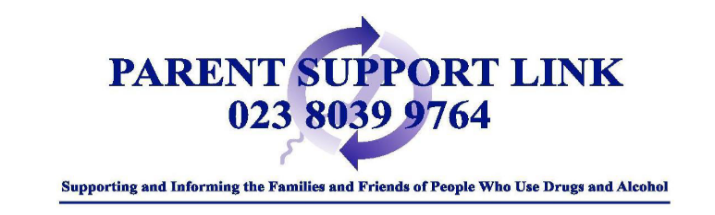 PARENT SUPPORT LINK
023 8039 9764
Supporting and Informing the Families and Friends of People Who Use Drugs and Alcohol